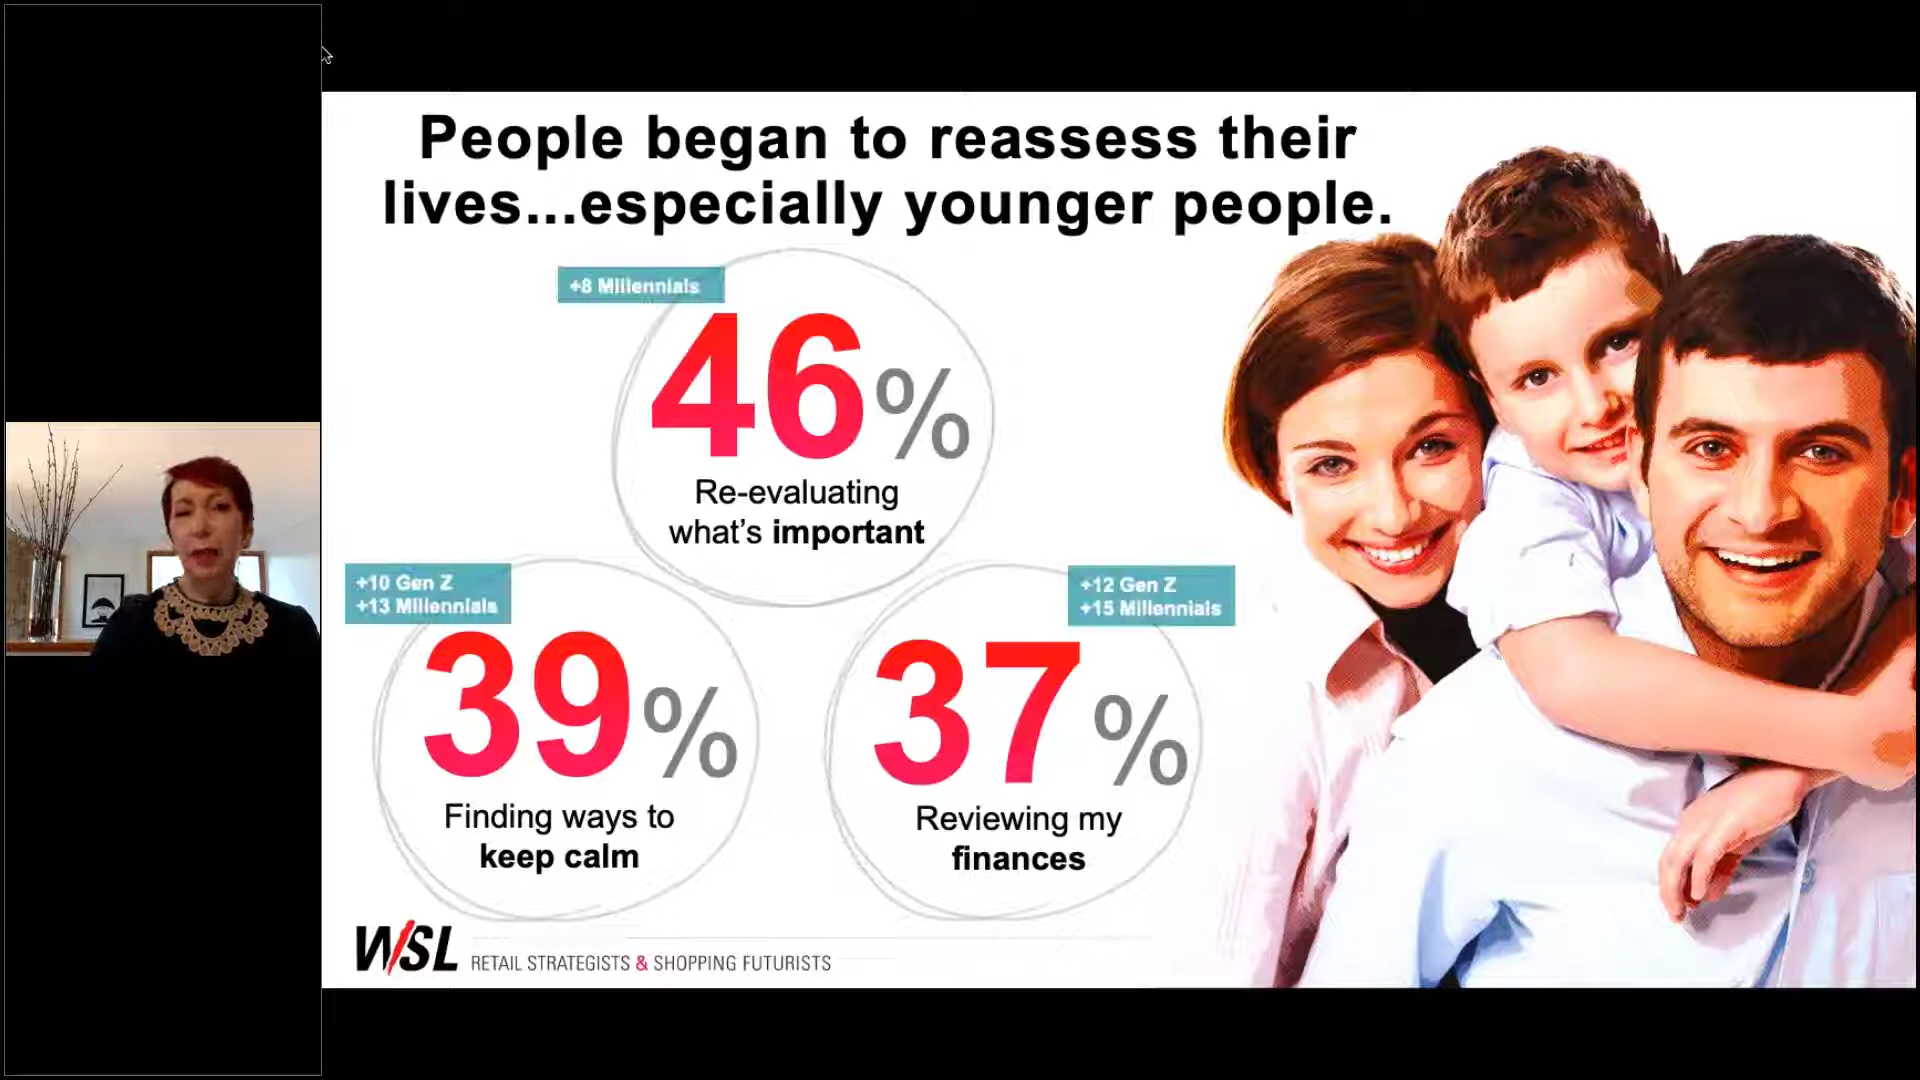 People began to reassess their
lives...especially younger people.
+8 Millennials
46%
Re-evaluating
what's important
+10 Gen Z
+13 Millennials
39%
Finding ways to
keep calm
+12 Gen Z
+15 Millennials
37%
Reviewing my
finances
WSL RETAIL STRATEGISTS & SHOPPING FUTURISTS